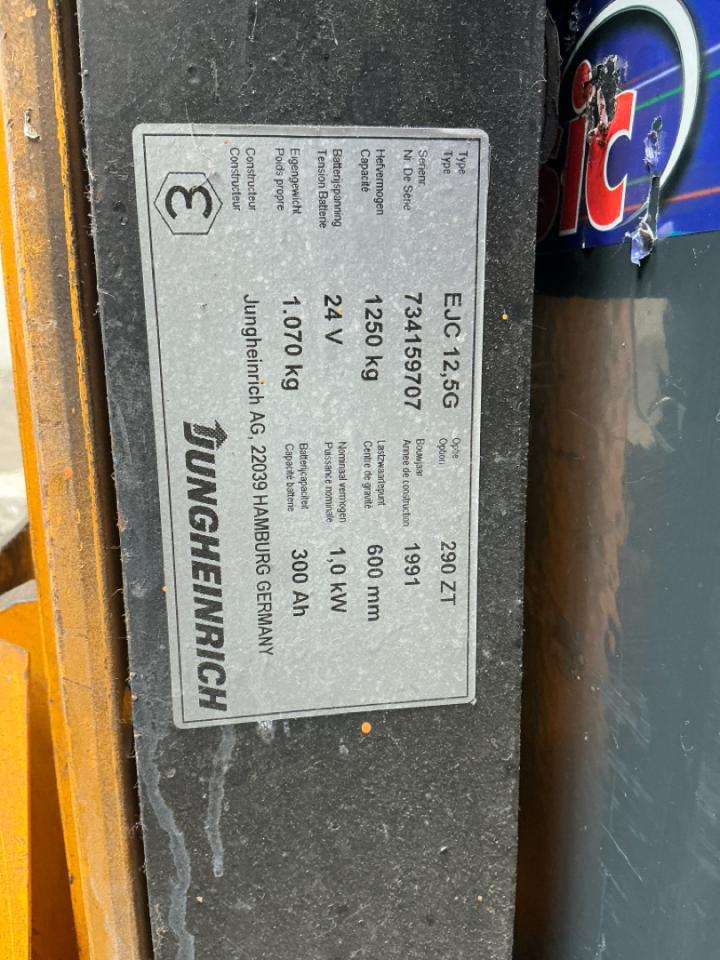 Type EJC 12,5G Optie 290 ZT
Type Option
Serienr. 734159707 Bouwjaar 1991
Nr. De Série Année de construction
Hefvermogen 1250 kg Lastzwaartepunt 600 mm
Capacité Centre de gravité
Batterijspanning 24 V Nominaal vermogen 1,0 kW
Tension Batterie Puissance nominale
Eigengewicht 1.070 kg Batterijcapaciteit 300 Ah
Poids propre Capacité batterie
Constructeur Jungheinrich AG, 22039 HAMBURG GERMANY
Constructeur
JUNGHEINRICH
ic